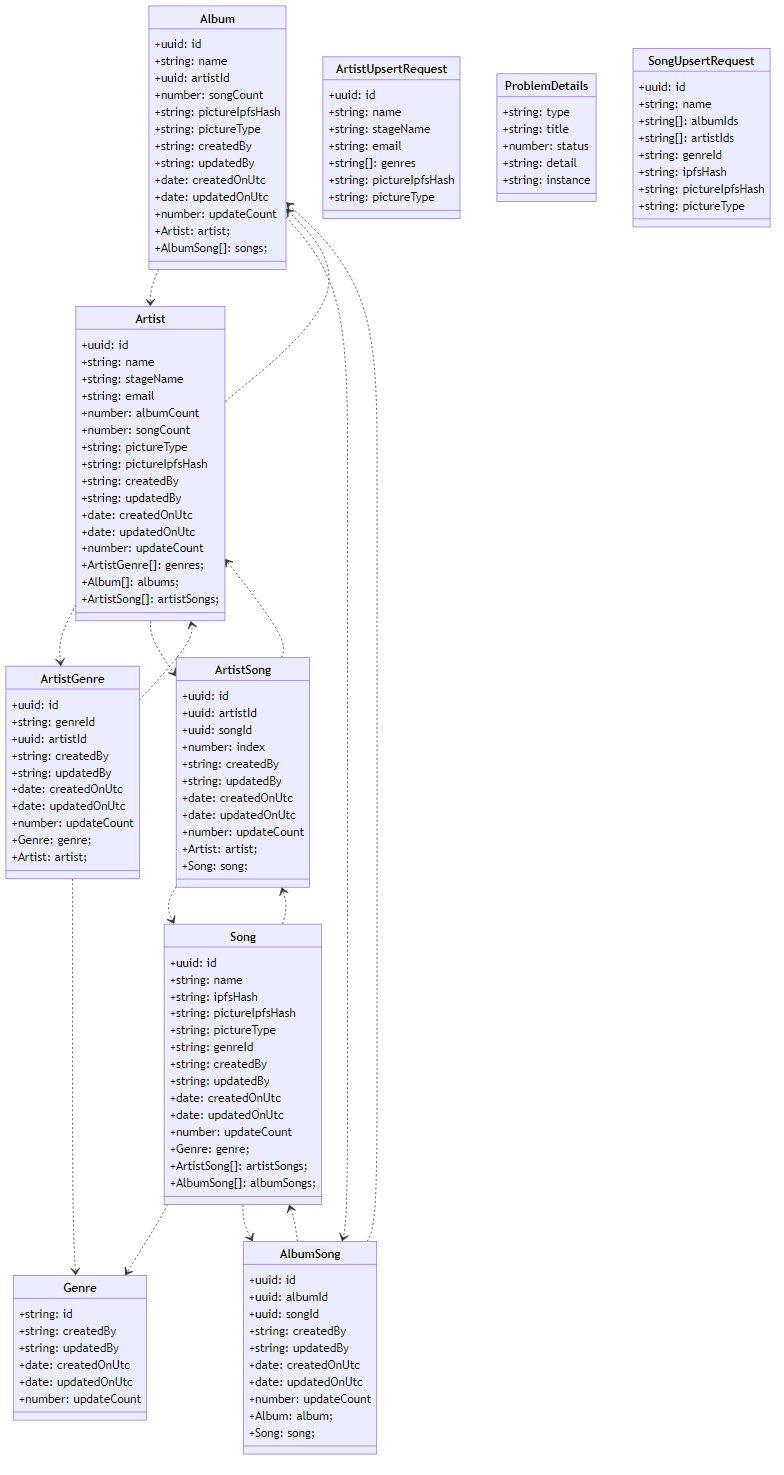 Album
+uuid: id
+string: name
+uuid: artistId
+number: songCount
+string: pictureIpfsHash
+string: pictureType
+string: createdBy
+string: updatedBy
+date: createdOnUtc
+date: updatedOnUtc
+number: updateCount
+Artist: artist;
+AlbumSong[]: songs;
ArtistUpsertRequest
+uuid: id
+string: name
+string: stageName
+string: email
+string[]: genres
+string: pictureIpfsHash
+string: pictureType
ProblemDetails
+string: type
+string: title
+number: status
+string: detail
+string: instance
SongUpsertRequest
+uuid: id
+string: name
+string[]: albumIds
+string[]: artistIds
+string: genreId
+string: ipfsHash
+string: pictureIpfsHash
+string: pictureType
Artist
+uuid: id
+string: name
+string: stageName
+string: email
+number: albumCount
+number: songCount
+string: pictureType
+string: pictureIpfsHash
+string: createdBy
+string: updatedBy
+date: createdOnUtc
+date: updatedOnUtc
+number: updateCount
+ArtistGenre[]: genres;
+Album[]: albums;
+ArtistSong[]: artistSongs;
ArtistGenre
+uuid: id
+string: genreId
+uuid: artistId
+string: createdBy
+string: updatedBy
+date: createdOnUtc
+date: updatedOnUtc
+number: updateCount
+Genre: genre;
+Artist: artist;
ArtistSong
+uuid: id
+uuid: artistId
+uuid: songId
+number: index
+string: createdBy
+string: updatedBy
+date: createdOnUtc
+date: updatedOnUtc
+number: updateCount
+Artist: artist;
+Song: song;
Song
+uuid: id
+string: name
+string: ipfsHash
+string: pictureIpfsHash
+string: pictureType
+string: genreId
+string: createdBy
+string: updatedBy
+date: createdOnUtc
+date: updatedOnUtc
+number: updateCount
+Genre: genre;
+ArtistSong[]: artistSongs;
+AlbumSong[]: albumSongs;
Genre
+string: id
+string: createdBy
+string: updatedBy
+date: createdOnUtc
+date: updatedOnUtc
+number: updateCount
AlbumSong
+uuid: id
+uuid: albumId
+uuid: songId
+string: createdBy
+string: updatedBy
+date: createdOnUtc
+date: updatedOnUtc
+number: updateCount
+Album: album;
+Song: song;